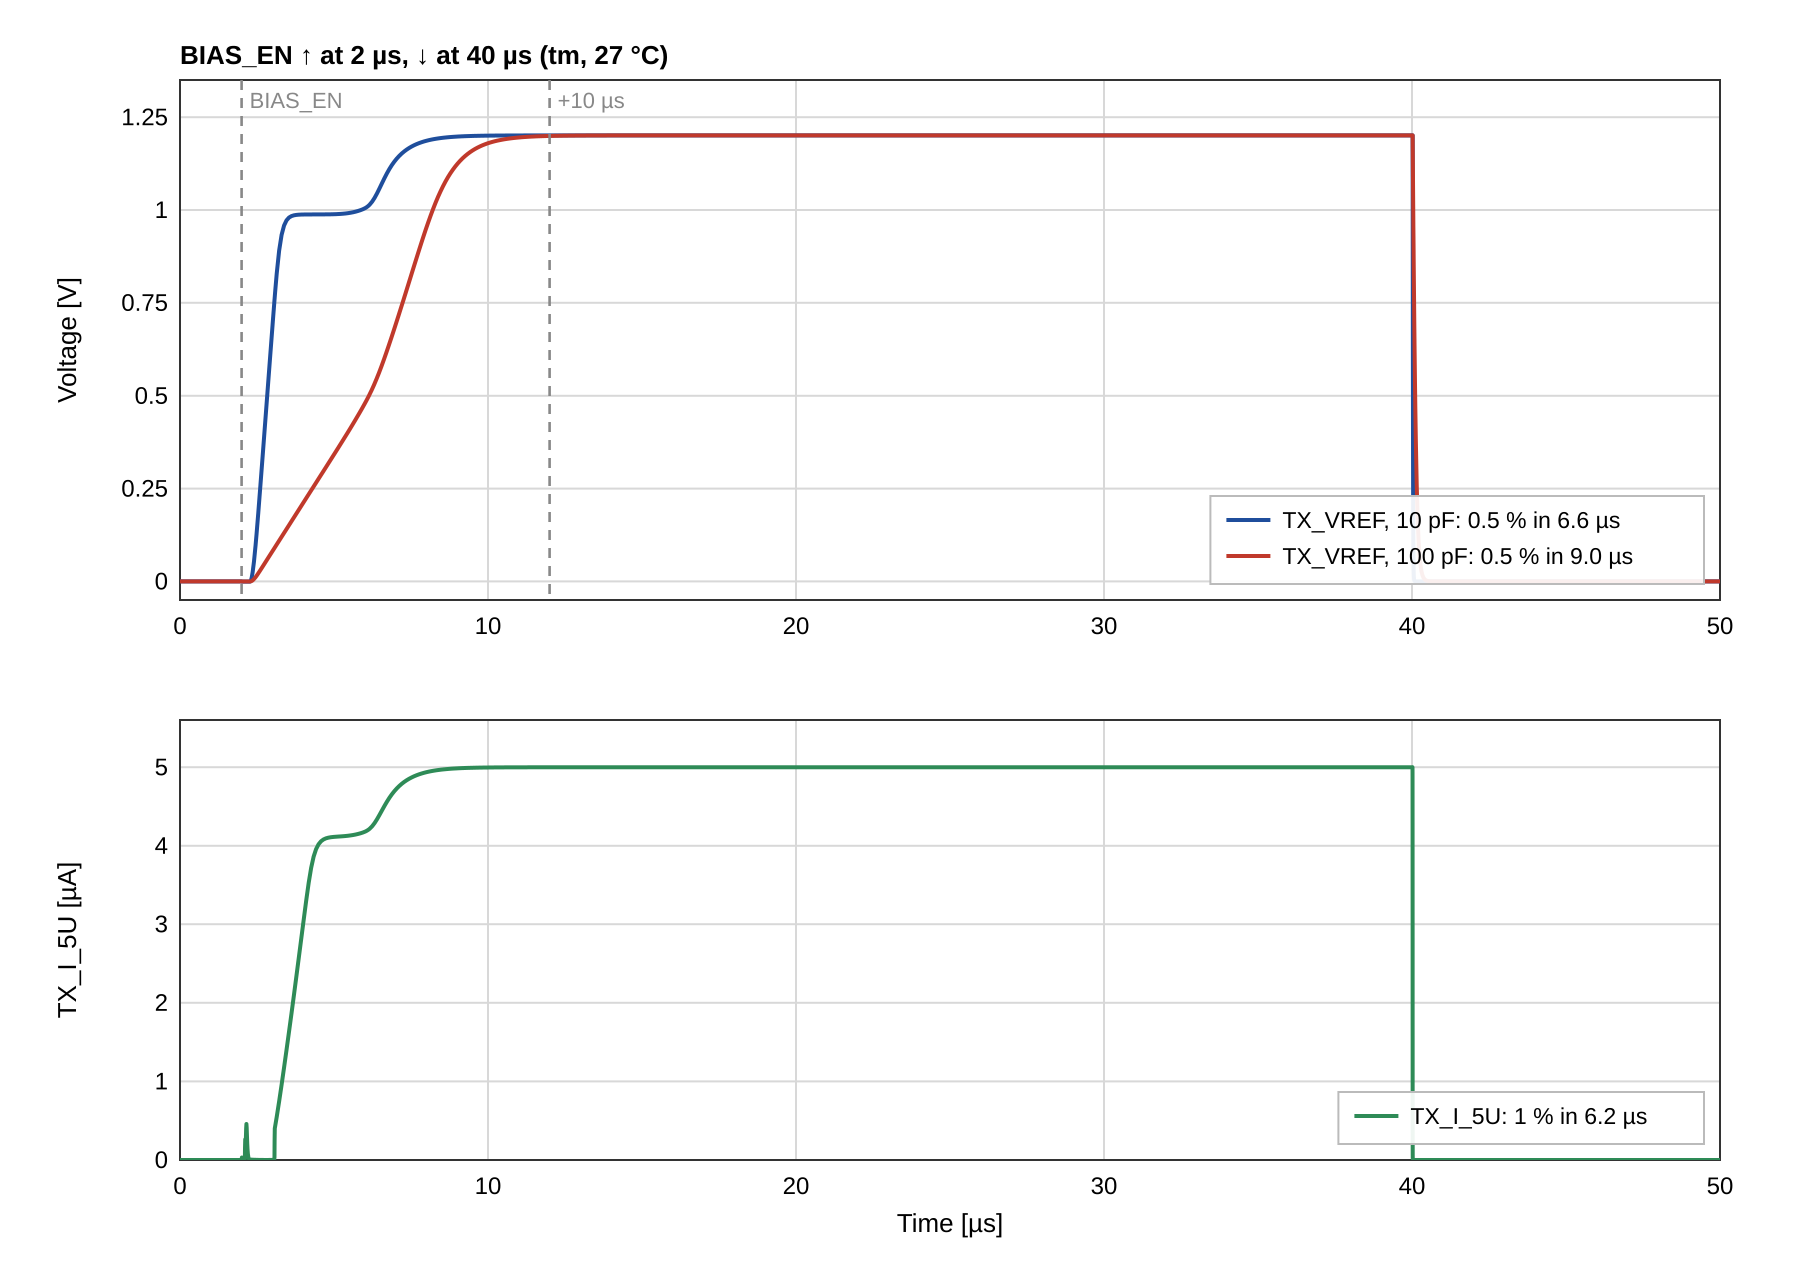 BIAS_EN ↑ at 2 µs, ↓ at 40 µs (tm, 27 °C)
BIAS_EN
+10 µs
1.25
1
0.75
0.5
0.25
0
Voltage [V]
TX_VREF, 10 pF: 0.5 % in 6.6 µs
TX_VREF, 100 pF: 0.5 % in 9.0 µs
0 10 20 30 40 50
5
4
3
2
1
0
TX_I_5U [µA]
TX_I_5U: 1 % in 6.2 µs
0 10 20 30 40 50
Time [µs]